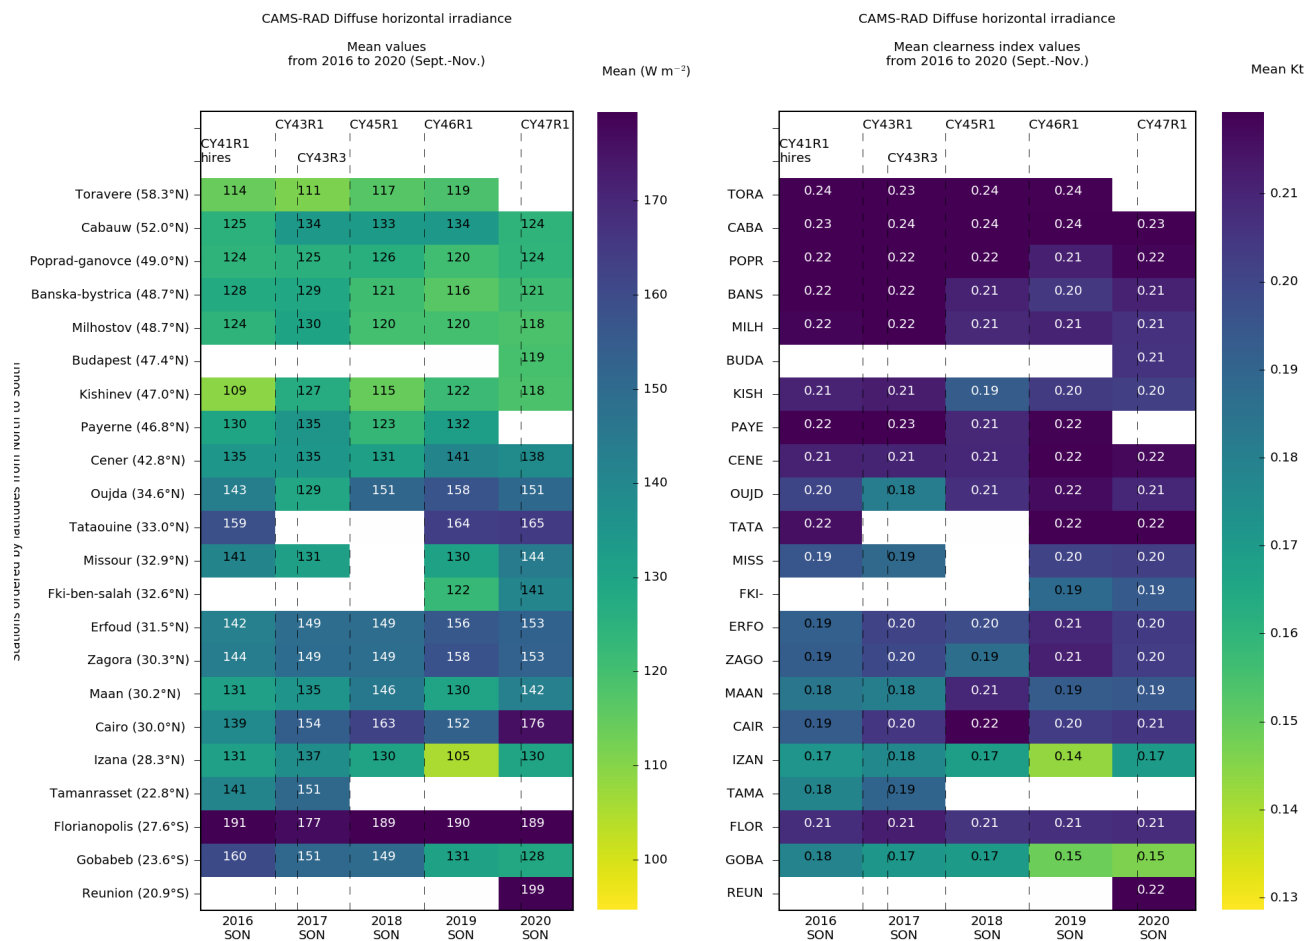 CAMS-RAD Diffuse horizontal irradiance
Mean values
from 2016 to 2020 (Sept.-Nov.)
Mean (W m⁻²)
CY43R1 CY45R1 CY46R1 CY47R1
CY41R1
hires CY43R3
Toravere (58.3°N) 114 111 117 119
Cabauw (52.0°N) 125 134 133 134 124
Poprad-ganovce (49.0°N) 124 125 126 120 124
Banska-bystrica (48.7°N) 128 129 121 116 121
Milhostov (48.7°N) 124 130 120 120 118
Budapest (47.4°N) 119
Kishinev (47.0°N) 109 127 115 122 118
Payerne (46.8°N) 130 135 123 132
Cener (42.8°N) 135 135 131 141 138
Oujda (34.6°N) 143 129 151 158 151
Tataouine (33.0°N) 159 164 165
Missour (32.9°N) 141 131 130 144
Fki-ben-salah (32.6°N) 122 141
Erfoud (31.5°N) 142 149 149 156 153
Zagora (30.3°N) 144 149 149 158 153
Maan (30.2°N) 131 135 146 130 142
Cairo (30.0°N) 139 154 163 152 176
Izana (28.3°N) 131 137 130 105 130
Tamanrasset (22.8°N) 141 151
Florianopolis (27.6°S) 191 177 189 190 189
Gobabeb (23.6°S) 160 151 149 131 128
Reunion (20.9°S) 199
2016 2017 2018 2019 2020
SON SON SON SON SON
stations ordered by latitudes from North to South
170
160
150
140
130
120
110
100
CAMS-RAD Diffuse horizontal irradiance
Mean clearness index values
from 2016 to 2020 (Sept.-Nov.)
Mean Kt
CY43R1 CY45R1 CY46R1 CY47R1
CY41R1
hires CY43R3
TORA 0.24 0.23 0.24 0.24
CABA 0.23 0.24 0.24 0.24 0.23
POPR 0.22 0.22 0.22 0.21 0.22
BANS 0.22 0.22 0.21 0.20 0.21
MILH 0.22 0.22 0.21 0.21 0.21
BUDA 0.21
KISH 0.21 0.21 0.19 0.20 0.20
PAYE 0.22 0.23 0.21 0.22
CENE 0.21 0.21 0.21 0.22 0.22
OUJD 0.20 0.18 0.21 0.22 0.21
TATA 0.22 0.22 0.22
MISS 0.19 0.19 0.20 0.20
FKI- 0.19 0.19
ERFO 0.19 0.20 0.20 0.21 0.20
ZAGO 0.19 0.20 0.19 0.21 0.20
MAAN 0.18 0.18 0.21 0.19 0.19
CAIR 0.19 0.20 0.22 0.20 0.21
IZAN 0.17 0.18 0.17 0.14 0.17
TAMA 0.18 0.19
FLOR 0.21 0.21 0.21 0.21 0.21
GOBA 0.18 0.17 0.17 0.15 0.15
REUN 0.22
2016 2017 2018 2019 2020
SON SON SON SON SON
0.21
0.20
0.19
0.18
0.17
0.16
0.15
0.14
0.13